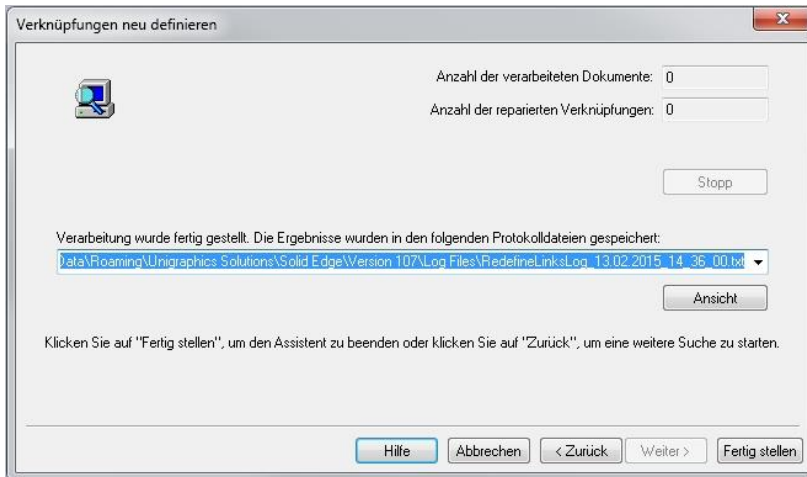 Verknüpfungen neu definieren
Anzahl der verarbeiteten Dokumente: 0
Anzahl der reparierten Verknüpfungen: 0
Stopp
Verarbeitung wurde fertig gestellt. Die Ergebnisse wurden in den folgenden Protokolldateien gespeichert:
Data\Roaming\Unigraphics Solutions\Solid Edge\Version 107\Log Files\RedefineLinksLog_13.02.2015_14_36_00.txt
Ansicht
Klicken Sie auf "Fertig stellen", um den Assistent zu beenden oder klicken Sie auf "Zurück", um eine weitere Suche zu starten.
Hilfe Abbrechen < Zurück Weiter > Fertig stellen